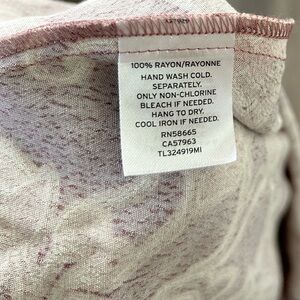 100% RAYON/RAYONNE
HAND WASH COLD.
SEPARATELY.
ONLY NON-CHLORINE
BLEACH IF NEEDED.
HANG TO DRY.
COOL IRON IF NEEDED.
RN58665
CA57963
TL324919MI